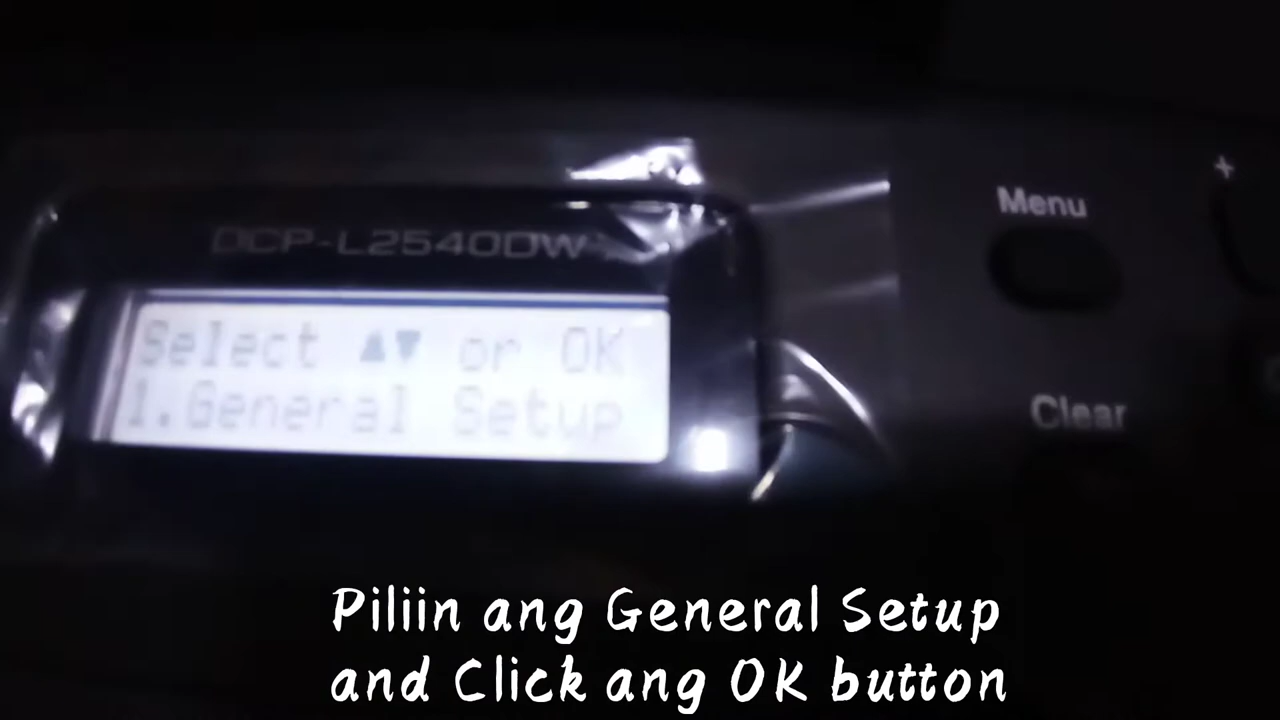 DCP-L2540DW
Menu
+
Select ▲▼ or OK
1.General Setup
Clear
Piliin ang General Setup
and Click ang OK button